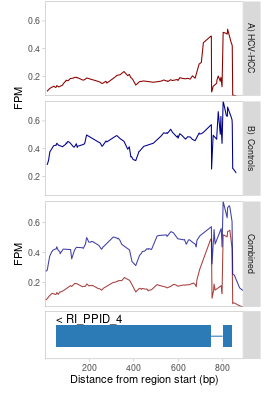 0.6
0.4
0.2
A) HCV-HCC
FPM
0.6
0.4
0.2
B) Controls
0.6
0.4
0.2
FPM
Combined
< RI_PPID_4
200 400 600 800
Distance from region start (bp)